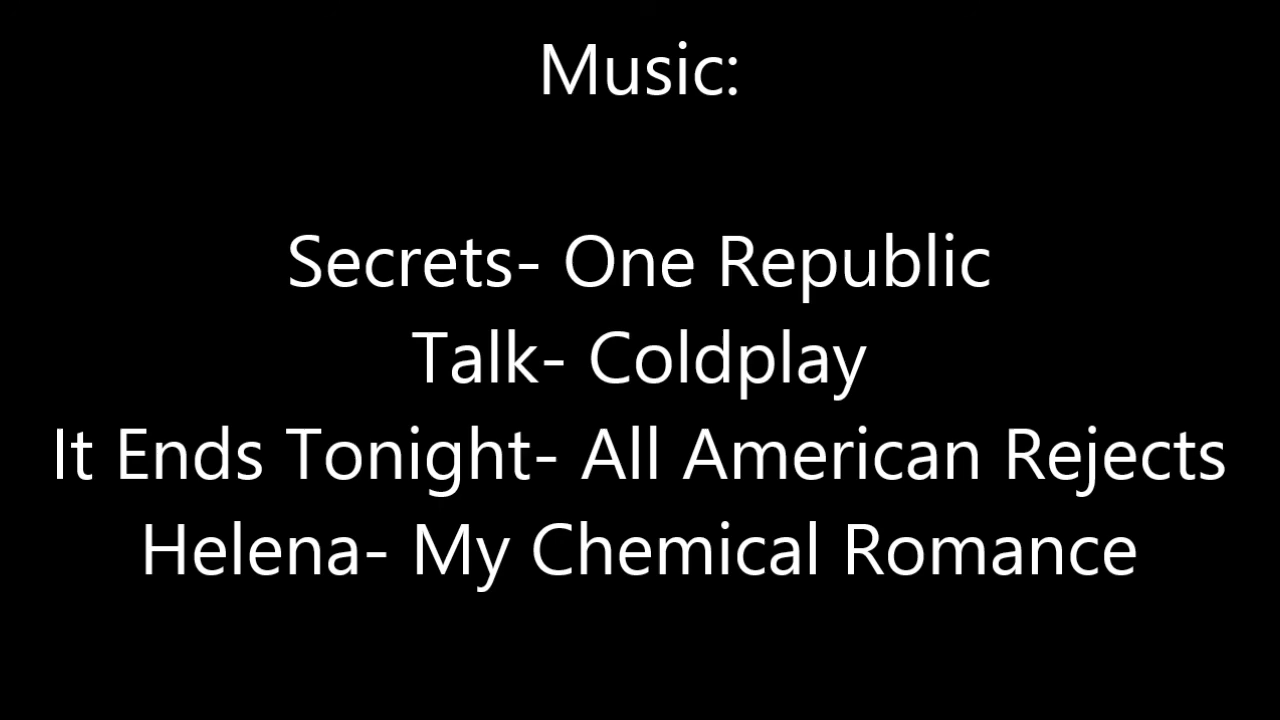 Music:
Secrets- One Republic
Talk- Coldplay
It Ends Tonight- All American Rejects
Helena- My Chemical Romance